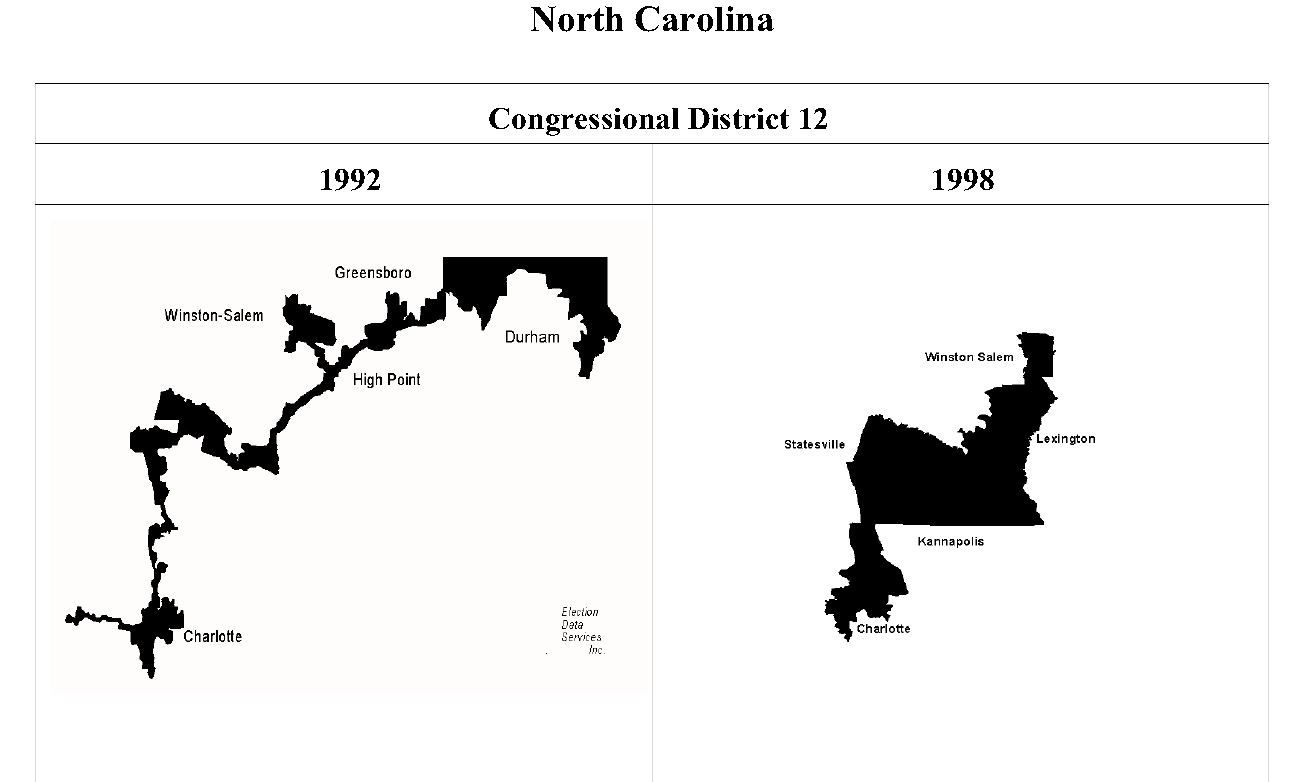 North Carolina
Congressional District 12
1992
1998
Greensboro
Winston-Salem
Durham
High Point
Charlotte
Election
Data
Services
. Inc.
Winston Salem
Statesville
Lexington
Kannapolis
Charlotte